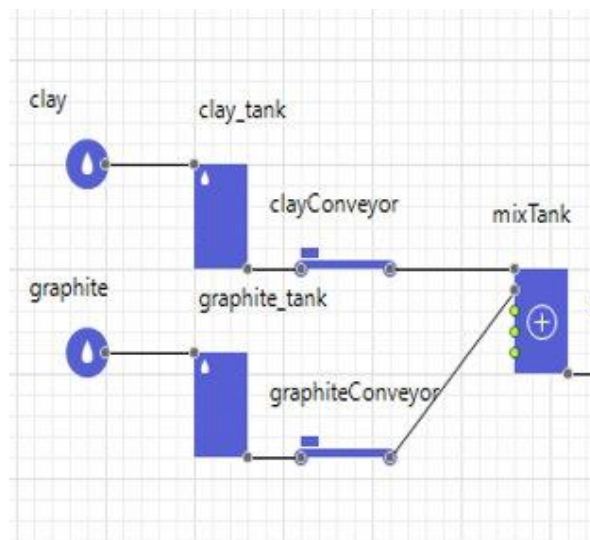 clay
clay_tank
clayConveyor
mixTank
graphite
graphite_tank
graphiteConveyor